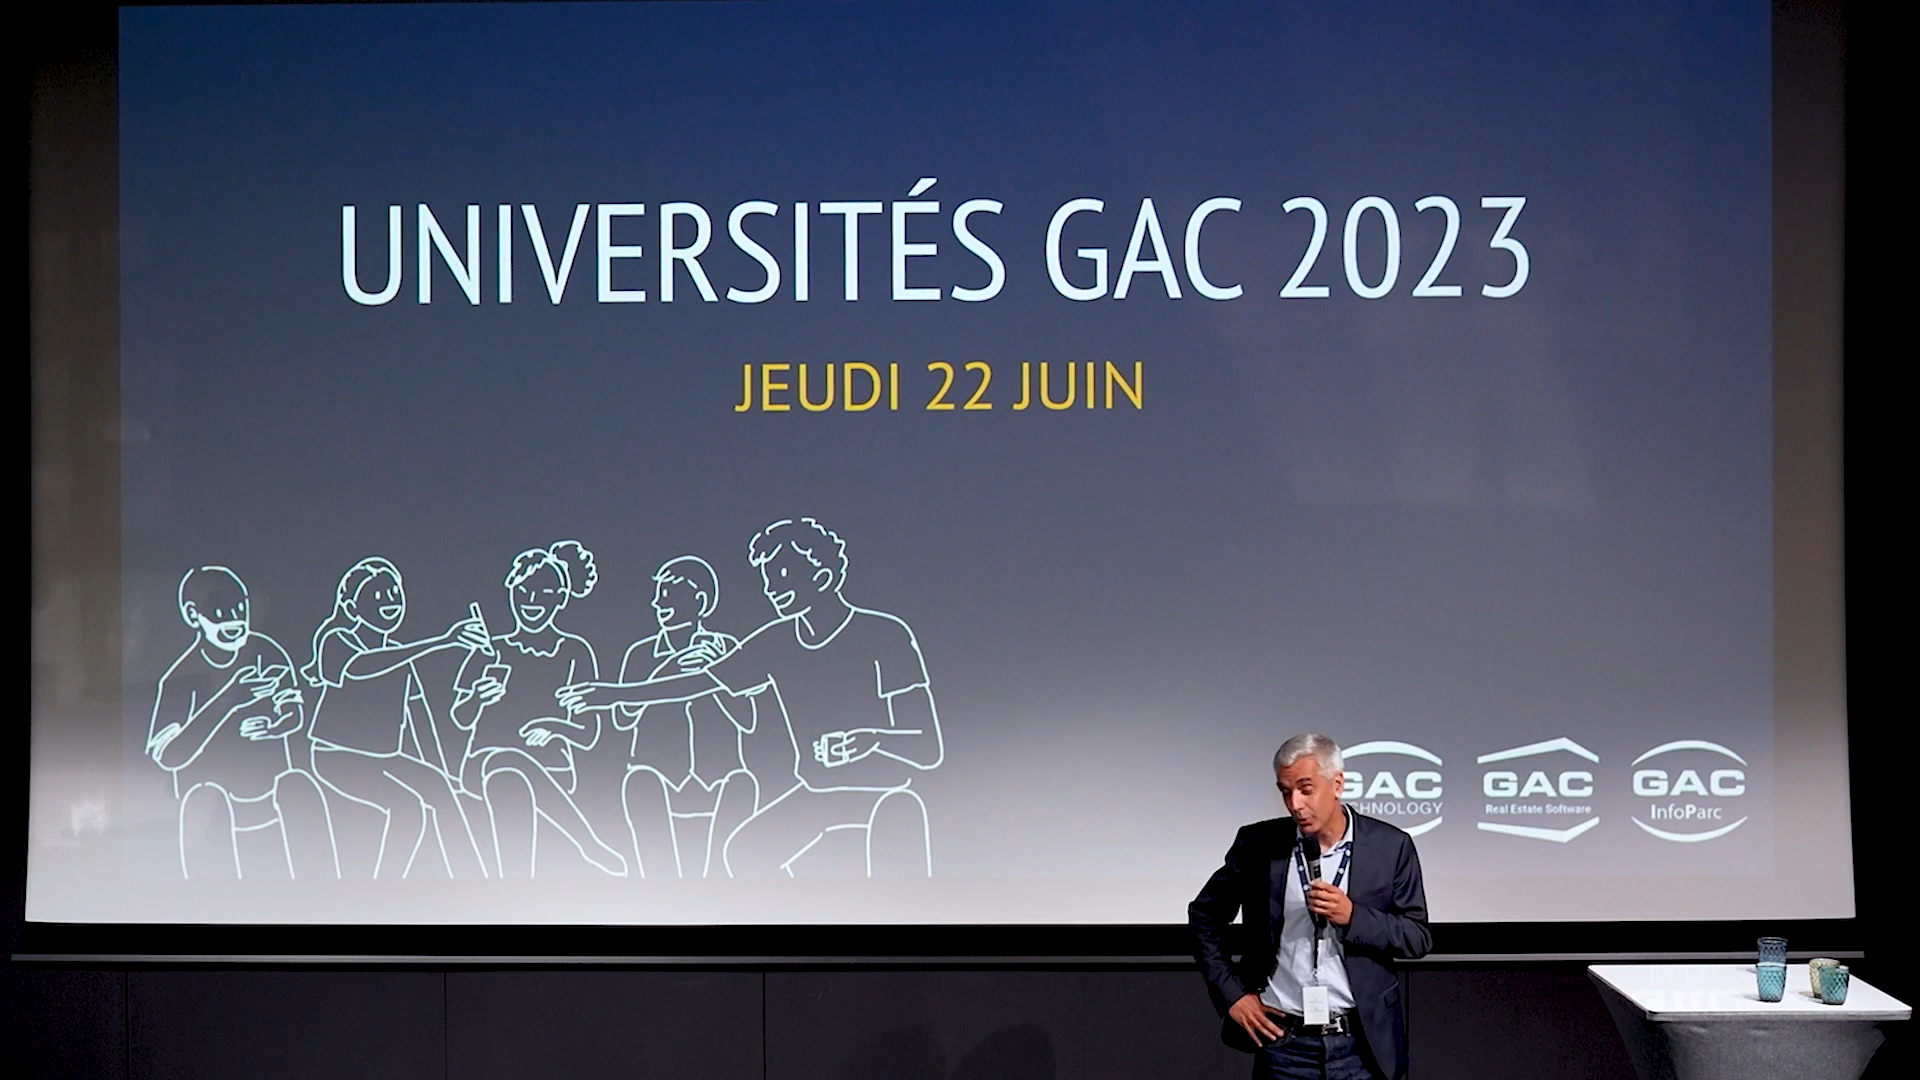 UNIVERSITÉS GAC 2023
JEUDI 22 JUIN
GAC
GAC
GAC
Real Estate Software
InfoParc